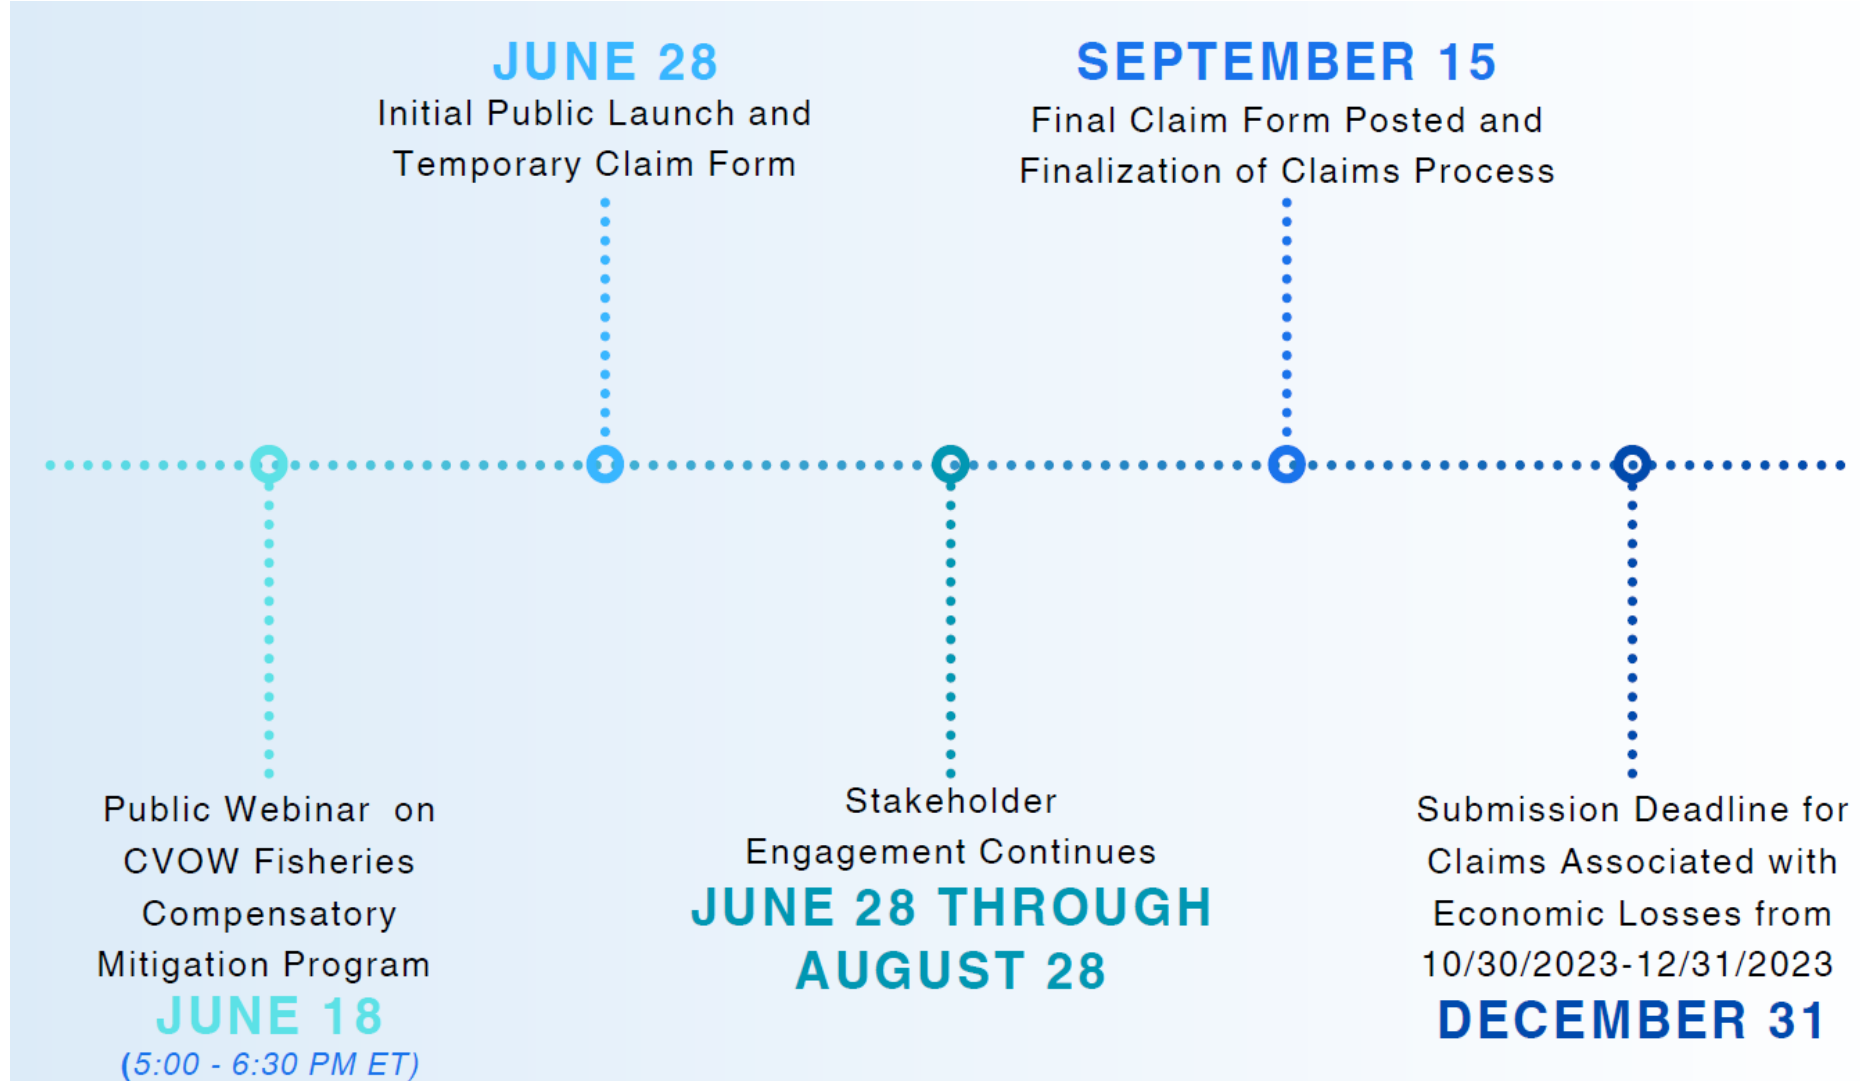 JUNE 28
Initial Public Launch and
Temporary Claim Form
SEPTEMBER 15
Final Claim Form Posted and
Finalization of Claims Process
Public Webinar on
CVOW Fisheries
Compensatory
Mitigation Program
JUNE 18
(5:00 - 6:30 PM ET)
Stakeholder
Engagement Continues
JUNE 28 THROUGH
AUGUST 28
Submission Deadline for
Claims Associated with
Economic Losses from
10/30/2023-12/31/2023
DECEMBER 31